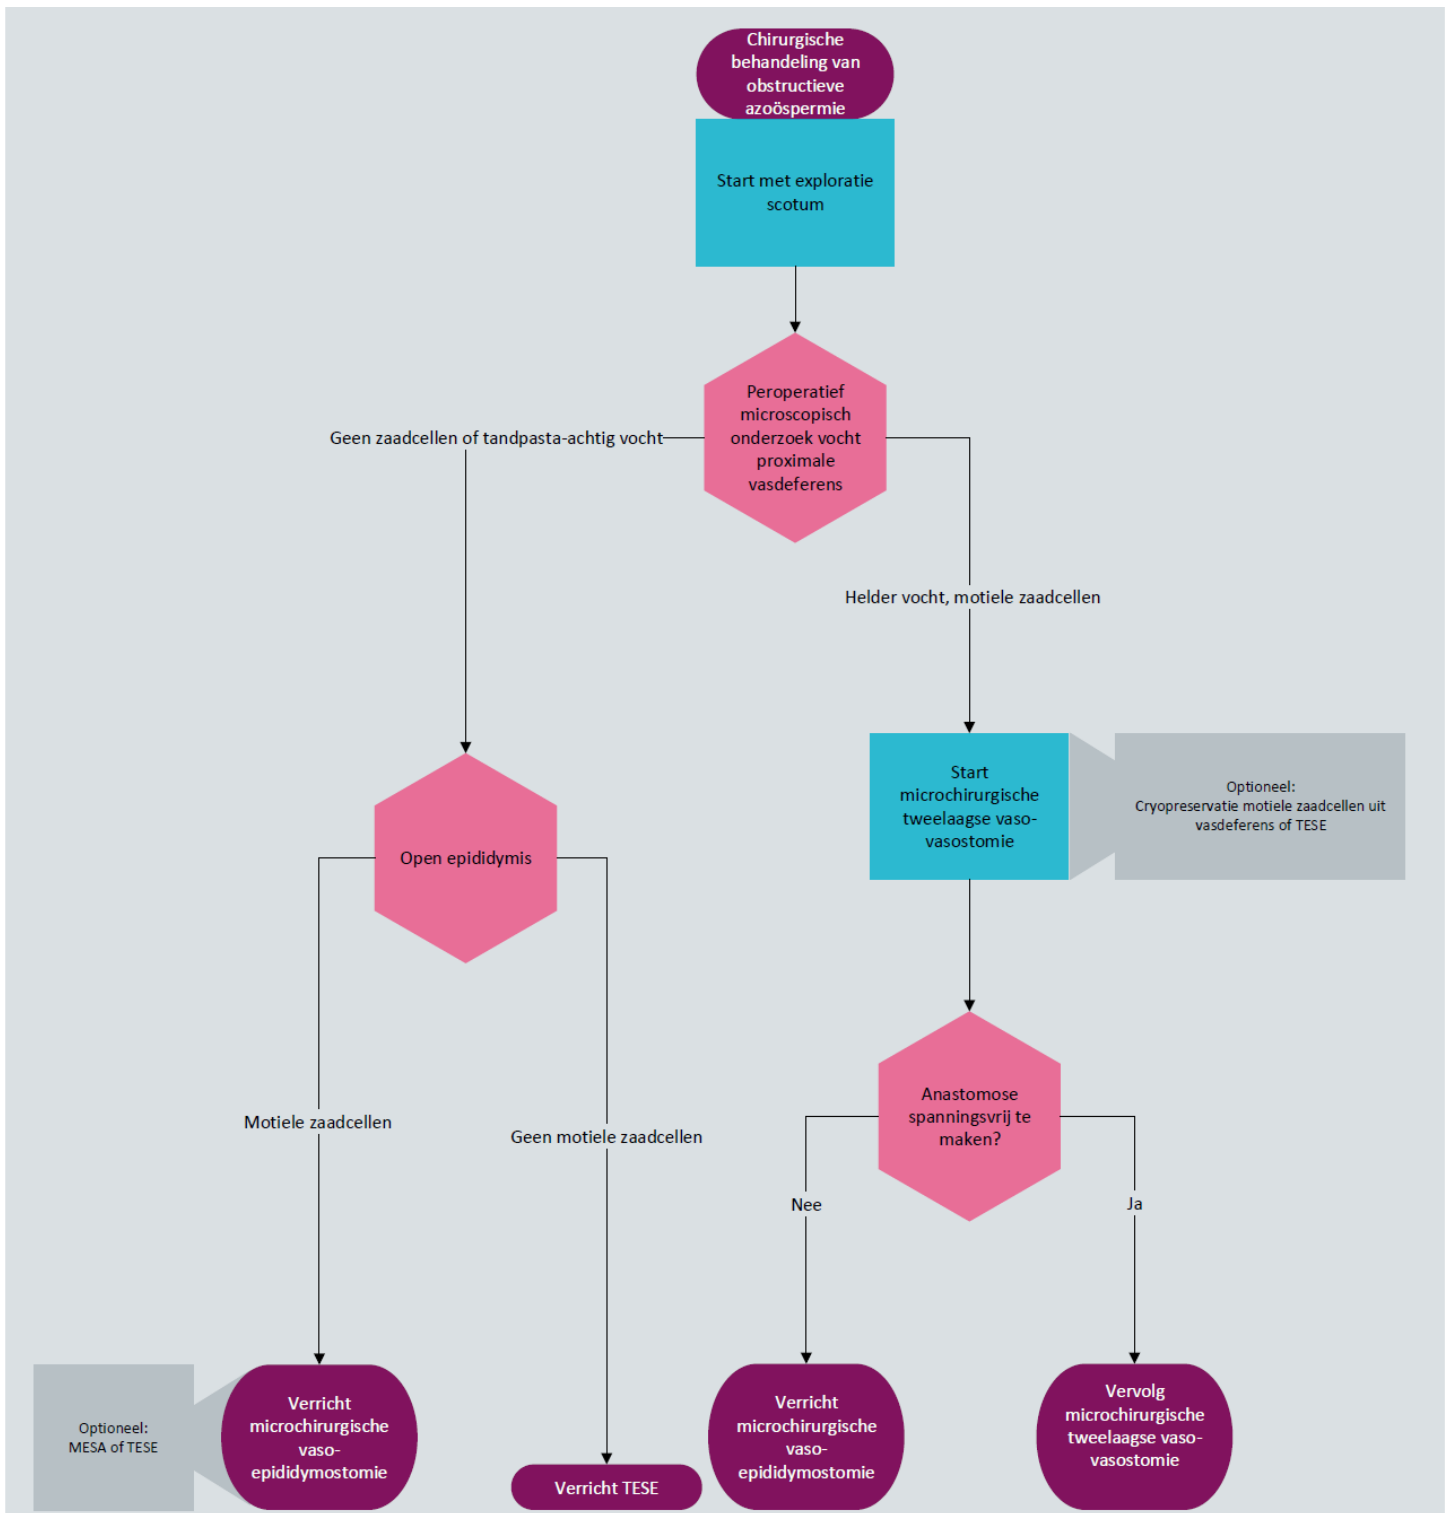 Chirurgische
behandeling van
obstructieve
azoöspermie
Start met exploratie
scotum
Peroperatief
microscopisch
onderzoek vocht
proximale
vasdeferens
Geen zaadcellen of tandpasta-achtig vocht
Helder vocht, motiele zaadcellen
Start
microchirurgische
tweelaagse vaso-
vasostomie
Optioneel:
Cryopreservatie motiele zaadcellen uit
vasdeferens of TESE
Open epididymis
Anastomose
spanningsvrij te
maken?
Motiele zaadcellen
Geen motiele zaadcellen
Nee
Ja
Optioneel:
MESA of TESE
Verricht
microchirurgische
vaso-
epididymostomie
Verricht TESE
Verricht
microchirurgische
vaso-
epididymostomie
Vervolg
microchirurgische
tweelaagse vaso-
vasostomie